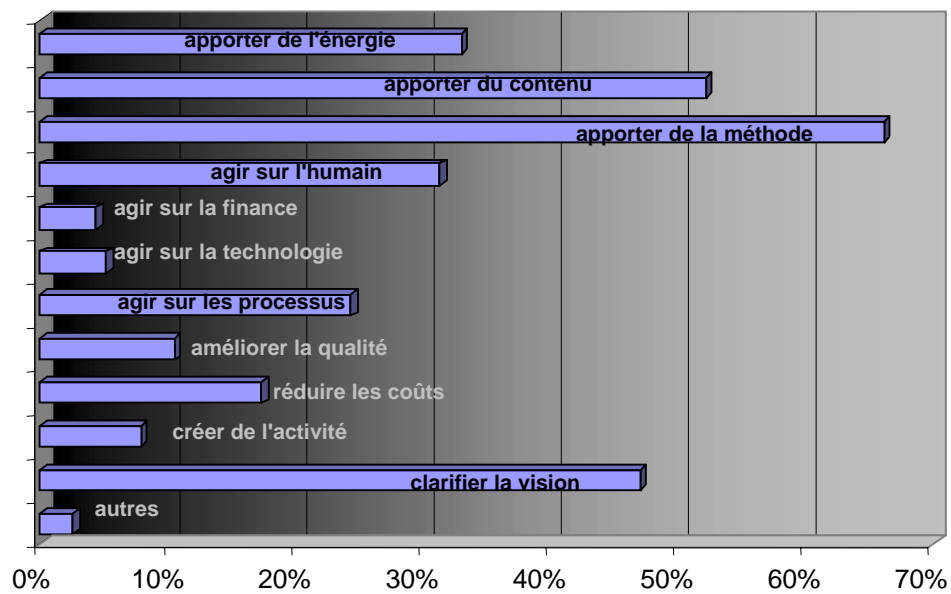 apporter de l'énergie
apporter du contenu
apporter de la méthode
agir sur l'humain
agir sur la finance
agir sur la technologie
agir sur les processus
améliorer la qualité
réduire les coûts
créer de l'activité
clarifier la vision
autres
0% 10% 20% 30% 40% 50% 60% 70%